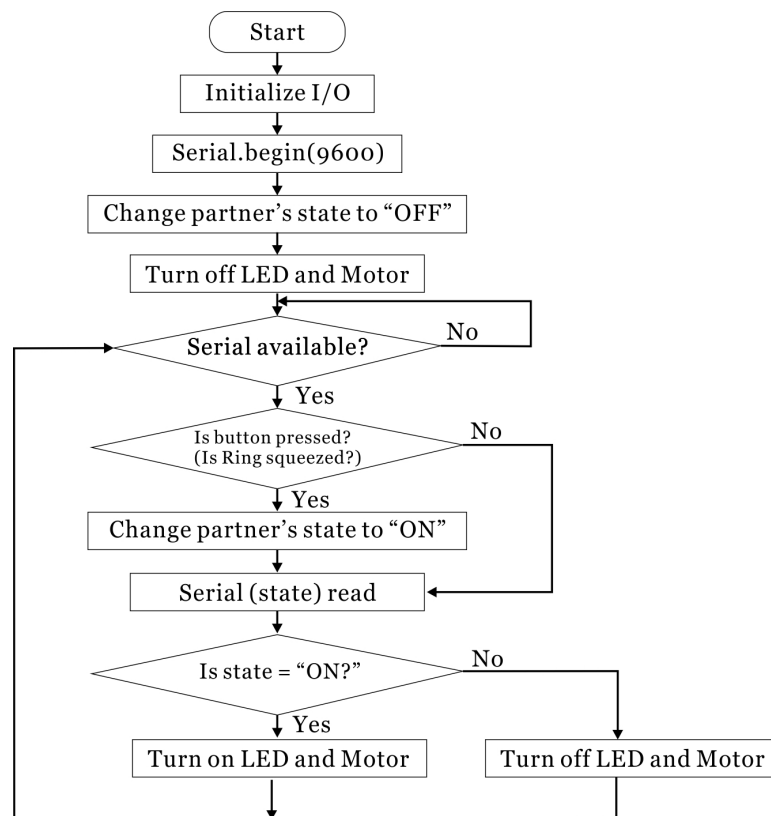 Start
Initialize I/O
Serial.begin(9600)
Change partner’s state to “OFF”
Turn off LED and Motor
No
Serial available?
Yes
Is button pressed?
(Is Ring squeezed?)
No
Yes
Change partner’s state to “ON”
Serial (state) read
Is state = “ON?”
No
Yes
Turn on LED and Motor
Turn off LED and Motor